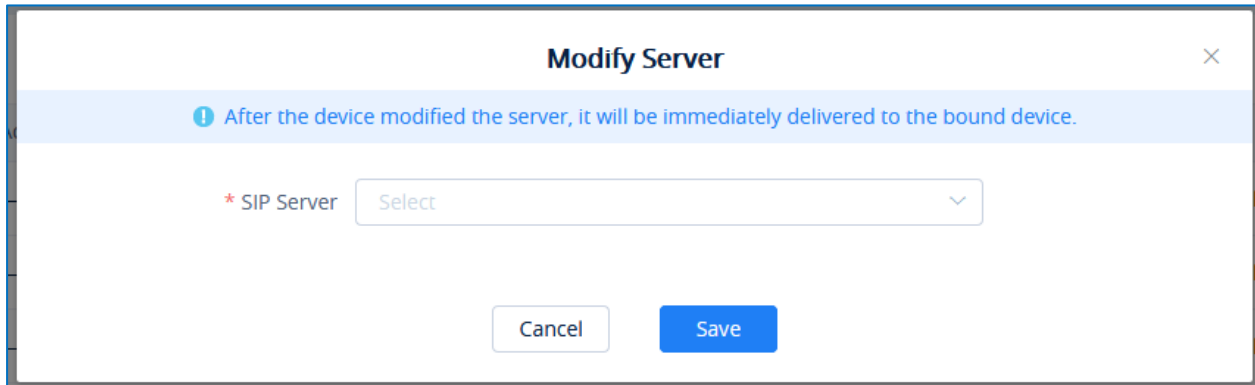 Modify Server
After the device modified the server, it will be immediately delivered to the bound device.
* SIP Server Select
Cancel Save